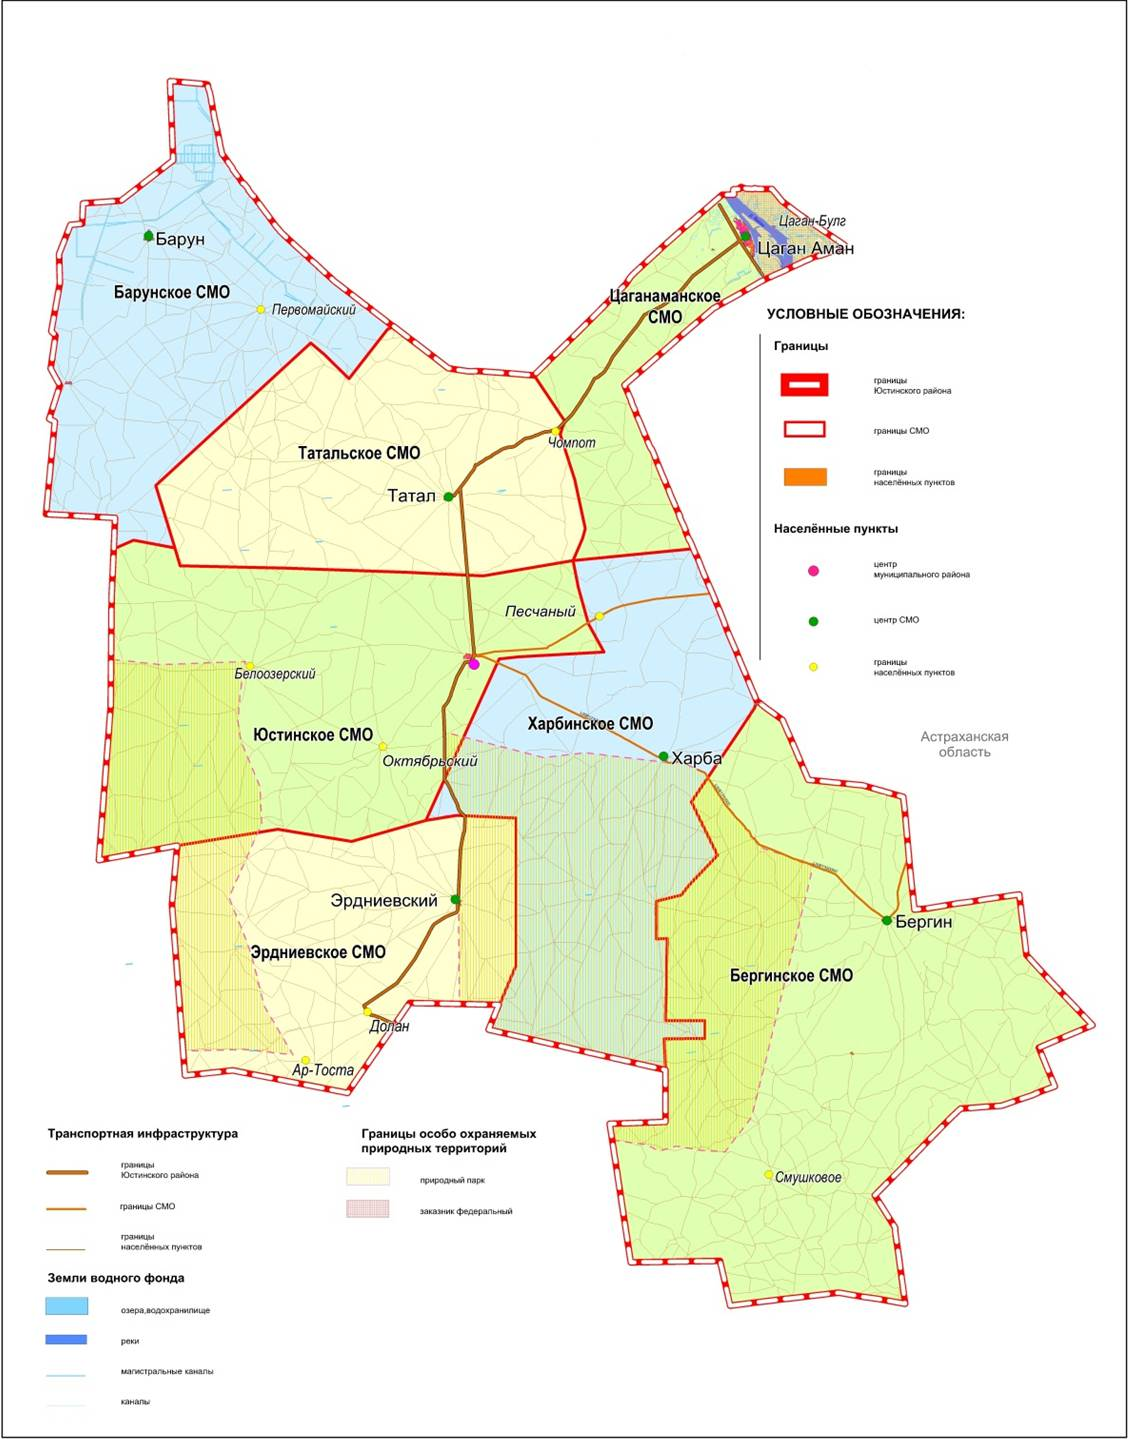 Цаган-Булг
Барун
Цаган Аман
Барунское СМО
Цаганаманское
СМО
Первомайский
УСЛОВНЫЕ ОБОЗНАЧЕНИЯ:
Границы
границы
Юстинского района
границы СМО
границы
населённых пунктов
Чомпот
Татальское СМО
Татал
Населённые пункты
центр
муниципального района
центр СМО
границы
населённых пунктов
Песчаный
Белоозерский
Юстинское СМО
Харбинское СМО
Октябрьский
Харба
Астраханская
область
Эрдниевский
Бергин
Эрдниевское СМО
Бергинское СМО
Долан
Ар-Тоста
Смушковое
Транспортная инфраструктура
границы
Юстинского района
границы СМО
границы
населённых пунктов
Границы особо охраняемых
природных территорий
природный парк
заказник федеральный
Земли водного фонда
озера,водохранилище
реки
магистральные каналы
каналы